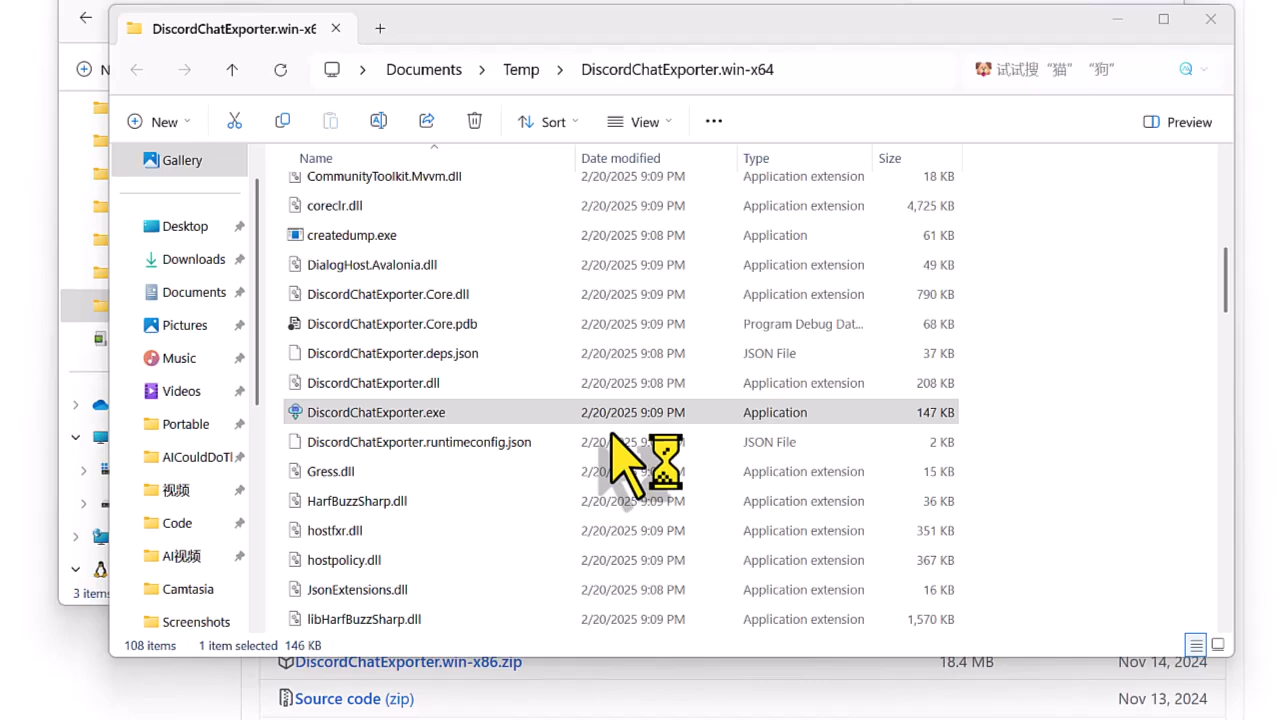 DiscordChatExporter.win-x6
N
Documents
Temp
DiscordChatExporter.win-x64
试试搜 “猫” “狗”
New
Sort
View
Preview
Name
Date modified
Type
Size
Gallery
Desktop
Downloads
Documents
Pictures
Music
Videos
Portable
AICouldDoTl
视频
Code
AI视频
Camtasia
Screenshots
CommunityToolkit.Mvvm.dll 2/20/2025 9:09 PM Application extension 18 KB
coreclr.dll 2/20/2025 9:09 PM Application extension 4,725 KB
createdump.exe 2/20/2025 9:08 PM Application 61 KB
DialogHost.Avalonia.dll 2/20/2025 9:09 PM Application extension 49 KB
DiscordChatExporter.Core.dll 2/20/2025 9:09 PM Application extension 790 KB
DiscordChatExporter.Core.pdb 2/20/2025 9:09 PM Program Debug Dat... 68 KB
DiscordChatExporter.deps.json 2/20/2025 9:08 PM JSON File 37 KB
DiscordChatExporter.dll 2/20/2025 9:08 PM Application extension 208 KB
DiscordChatExporter.exe 2/20/2025 9:09 PM Application 147 KB
DiscordChatExporter.runtimeconfig.json 2/20 JSON File 2 KB
Gress.dll 2/20 Application extension 15 KB
HarfBuzzSharp.dll 2/20/2025 9:09 PM Application extension 36 KB
hostfxr.dll 2/20/2025 9:09 PM Application extension 351 KB
hostpolicy.dll 2/20/2025 9:09 PM Application extension 367 KB
JsonExtensions.dll 2/20/2025 9:08 PM Application extension 16 KB
libHarfBuzzSharp.dll 2/20/2025 9:09 PM Application extension 1,570 KB
3 items
108 items 1 item selected 146 KB
DiscordChatExporter.win-x86.zip 18.4 MB Nov 14, 2024
Source code (zip) Nov 13, 2024